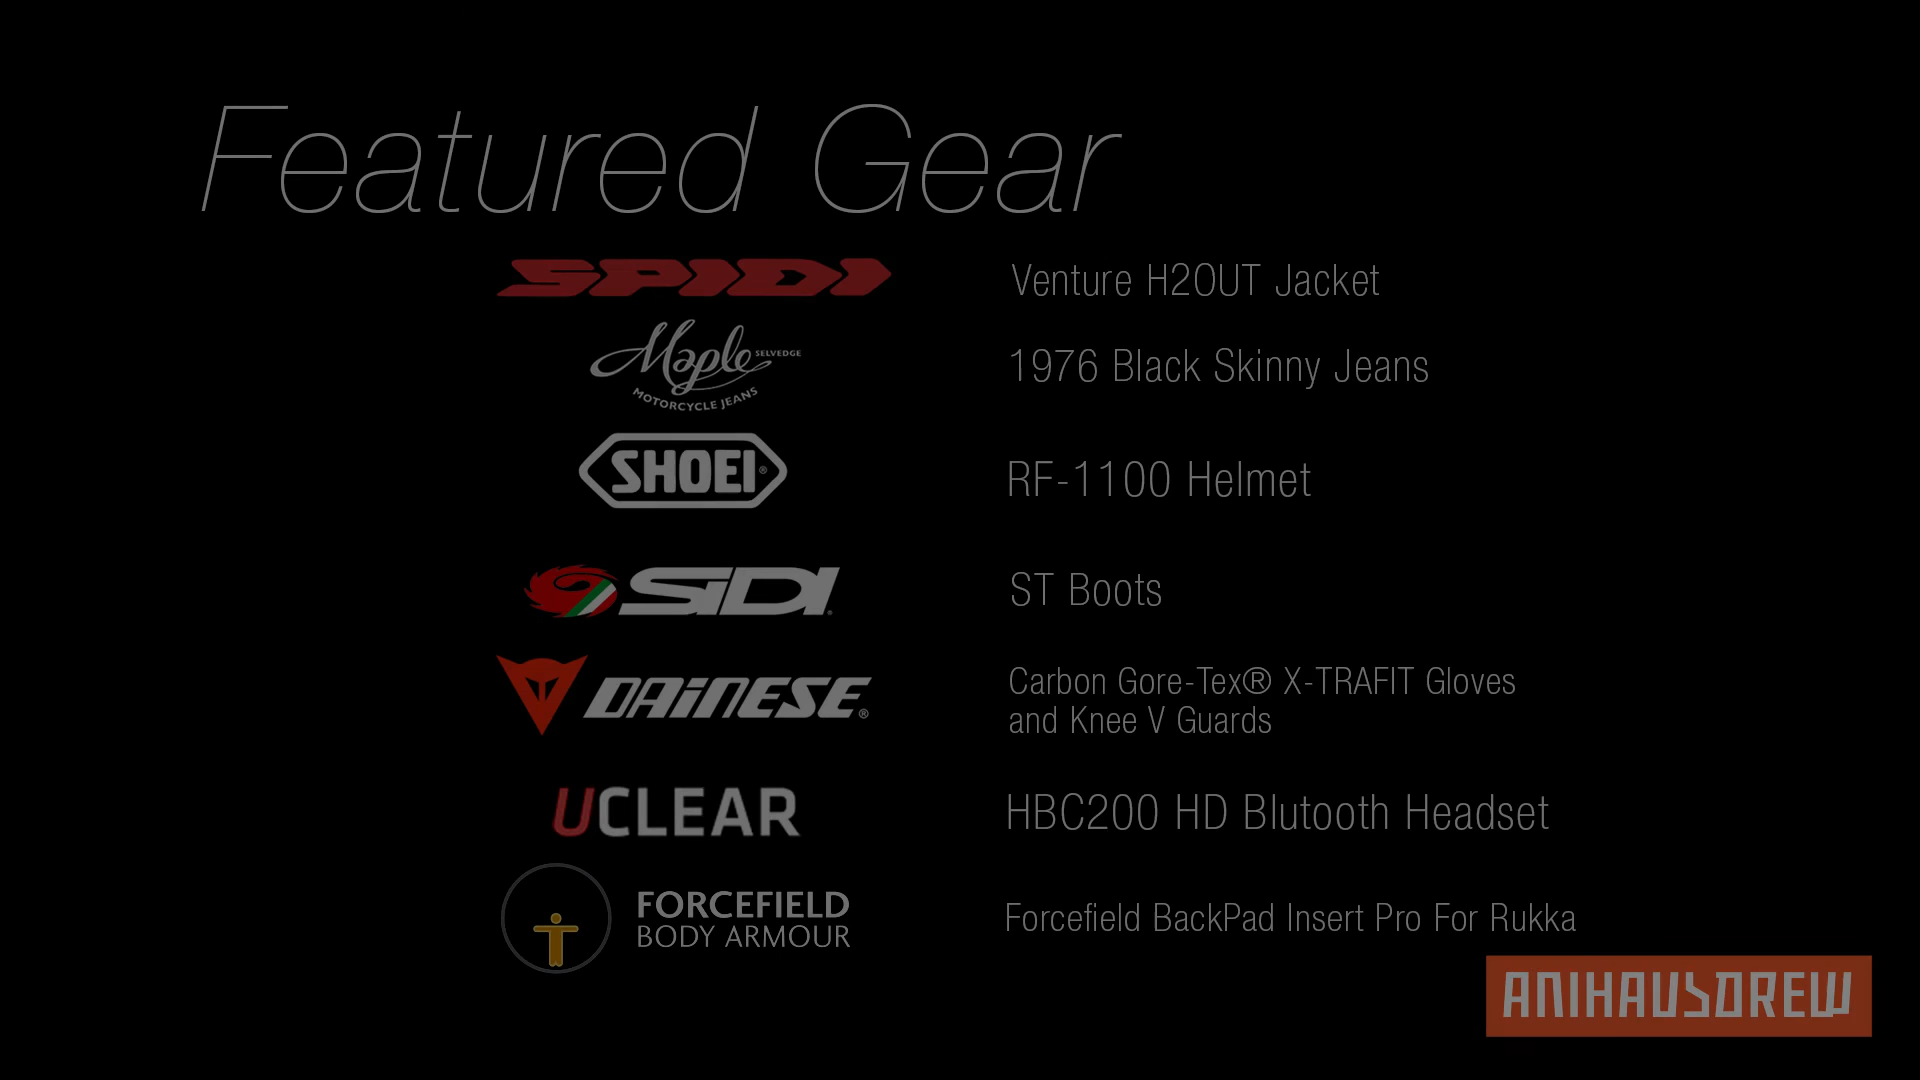 Featured Gear
SPIDI Venture H2OUT Jacket
Maple SELVEDGE
MOTORCYCLE JEANS
1976 Black Skinny Jeans
SHOEI® RF-1100 Helmet
SIDI® ST Boots
DAINESE® Carbon Gore-Tex® X-TRAFIT Gloves
and Knee V Guards
UCLEAR HBC200 HD Blutooth Headset
FORCEFIELD
BODY ARMOUR
Forcefield BackPad Insert Pro For Rukka
ANIHAUSDREW